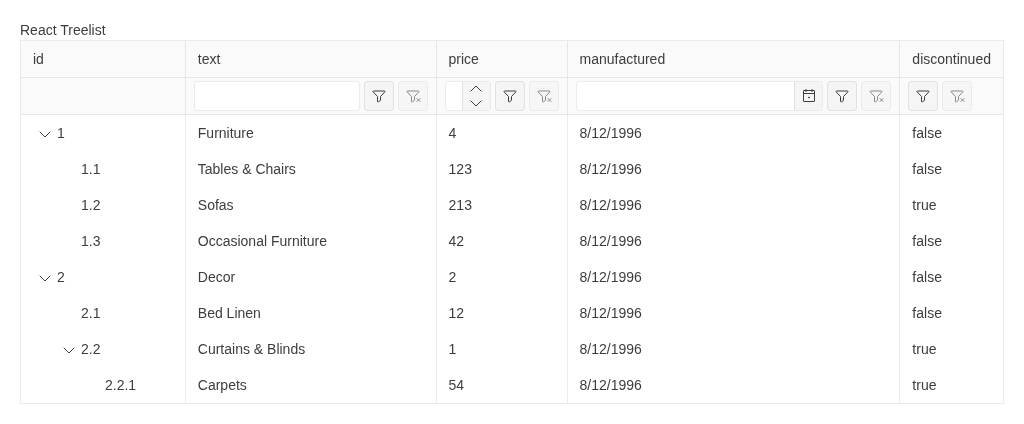 React Treelist
id text price manufactured discontinued
1 Furniture 4 8/12/1996 false
1.1 Tables & Chairs 123 8/12/1996 false
1.2 Sofas 213 8/12/1996 true
1.3 Occasional Furniture 42 8/12/1996 false
2 Decor 2 8/12/1996 false
2.1 Bed Linen 12 8/12/1996 false
2.2 Curtains & Blinds 1 8/12/1996 true
2.2.1 Carpets 54 8/12/1996 true